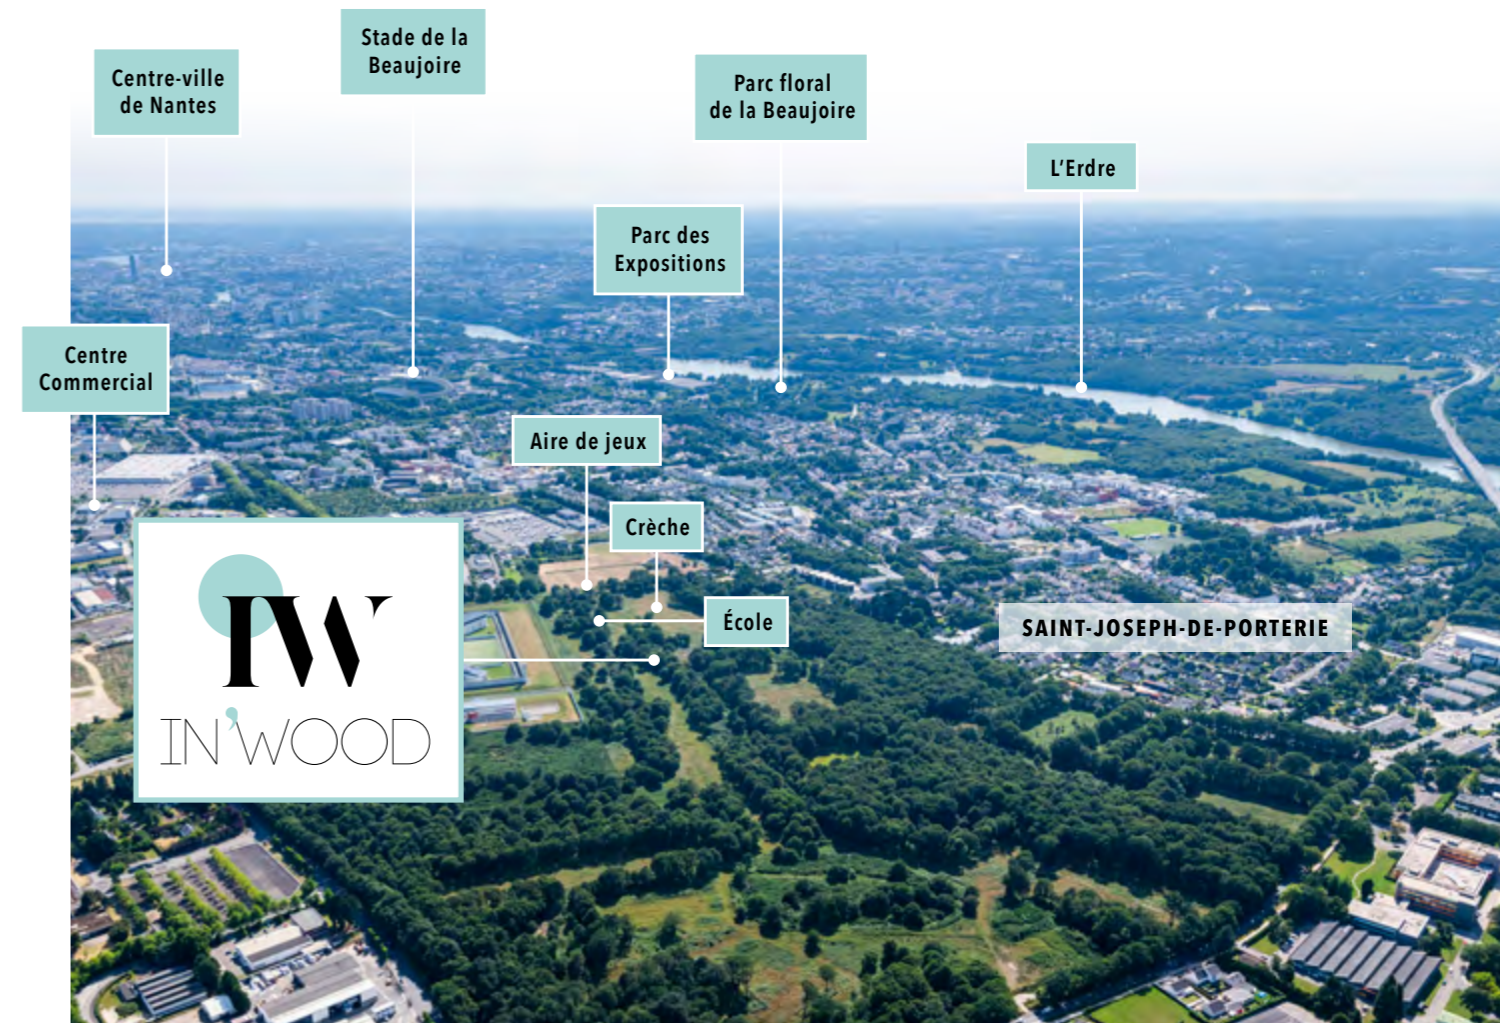 Stade de la
Beaujoire
Centre-ville
de Nantes
Parc floral
de la Beaujoire
L'Erdre
Parc des
Expositions
Centre
Commercial
Aire de jeux
Crèche
École
SAINT-JOSEPH-DE-PORTERIE
IW
IN'WOOD